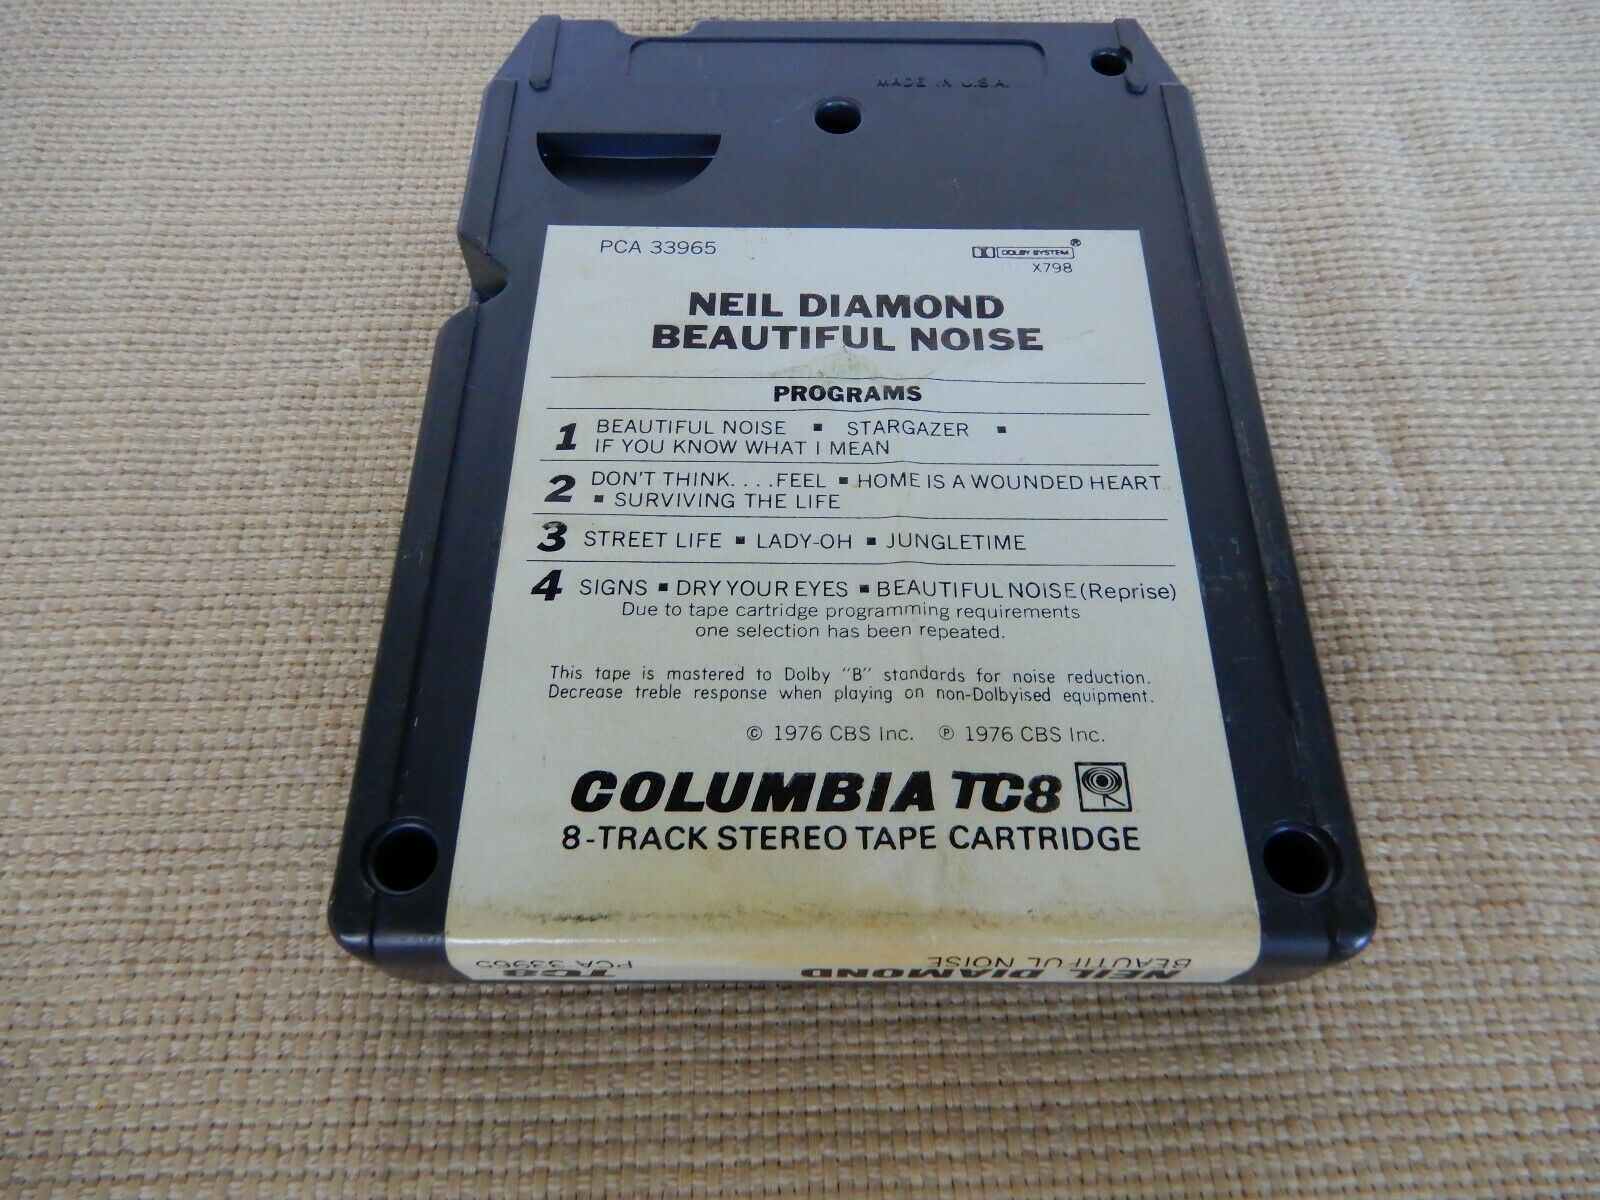 MADE IN U.S.A.
PCA 33965
DOLBY SYSTEM ®
X798
NEIL DIAMOND
BEAUTIFUL NOISE
PROGRAMS
1 BEAUTIFUL NOISE ▪ STARGAZER ▪
IF YOU KNOW WHAT I MEAN
2 DON'T THINK....FEEL ▪ HOME IS A WOUNDED HEART
▪ SURVIVING THE LIFE
3 STREET LIFE ▪ LADY-OH ▪ JUNGLETIME
4 SIGNS ▪ DRY YOUR EYES ▪ BEAUTIFUL NOISE (Reprise)
Due to tape cartridge programming requirements
one selection has been repeated.
This tape is mastered to Dolby "B" standards for noise reduction.
Decrease treble response when playing on non-Dolbyised equipment.
© 1976 CBS Inc. ℗ 1976 CBS Inc.
COLUMBIA TC8
8-TRACK STEREO TAPE CARTRIDGE
NEIL DIAMOND
BEAUTIFUL NOISE
TC8
PCA 33965